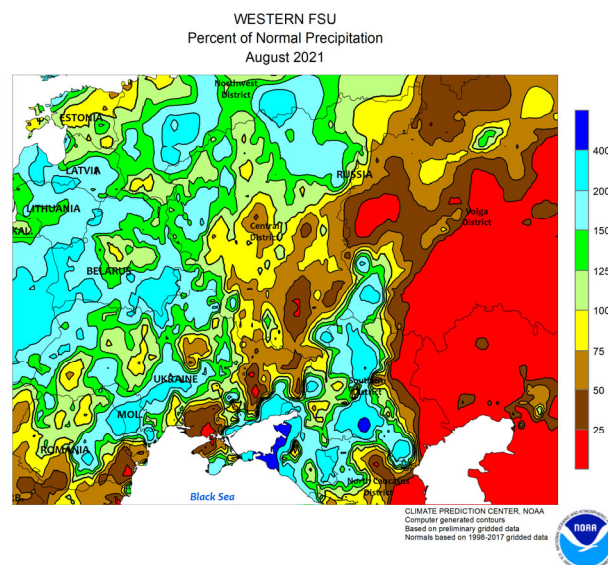 WESTERN FSU
Percent of Normal Precipitation
August 2021
Northwest
District
ESTONIA
LATVIA
RUSSIA
LITHUANIA
KAL.
Volga
District
Central
District
BELARUS
UKRAINE
Southern
District
MOL.
ROMANIA
North Caucasus
District
Black Sea
400
200
150
125
100
75
50
25
CLIMATE PREDICTION CENTER, NOAA
Computer generated contours
Based on preliminary gridded data
Normals based on 1998-2017 gridded data
NOAA